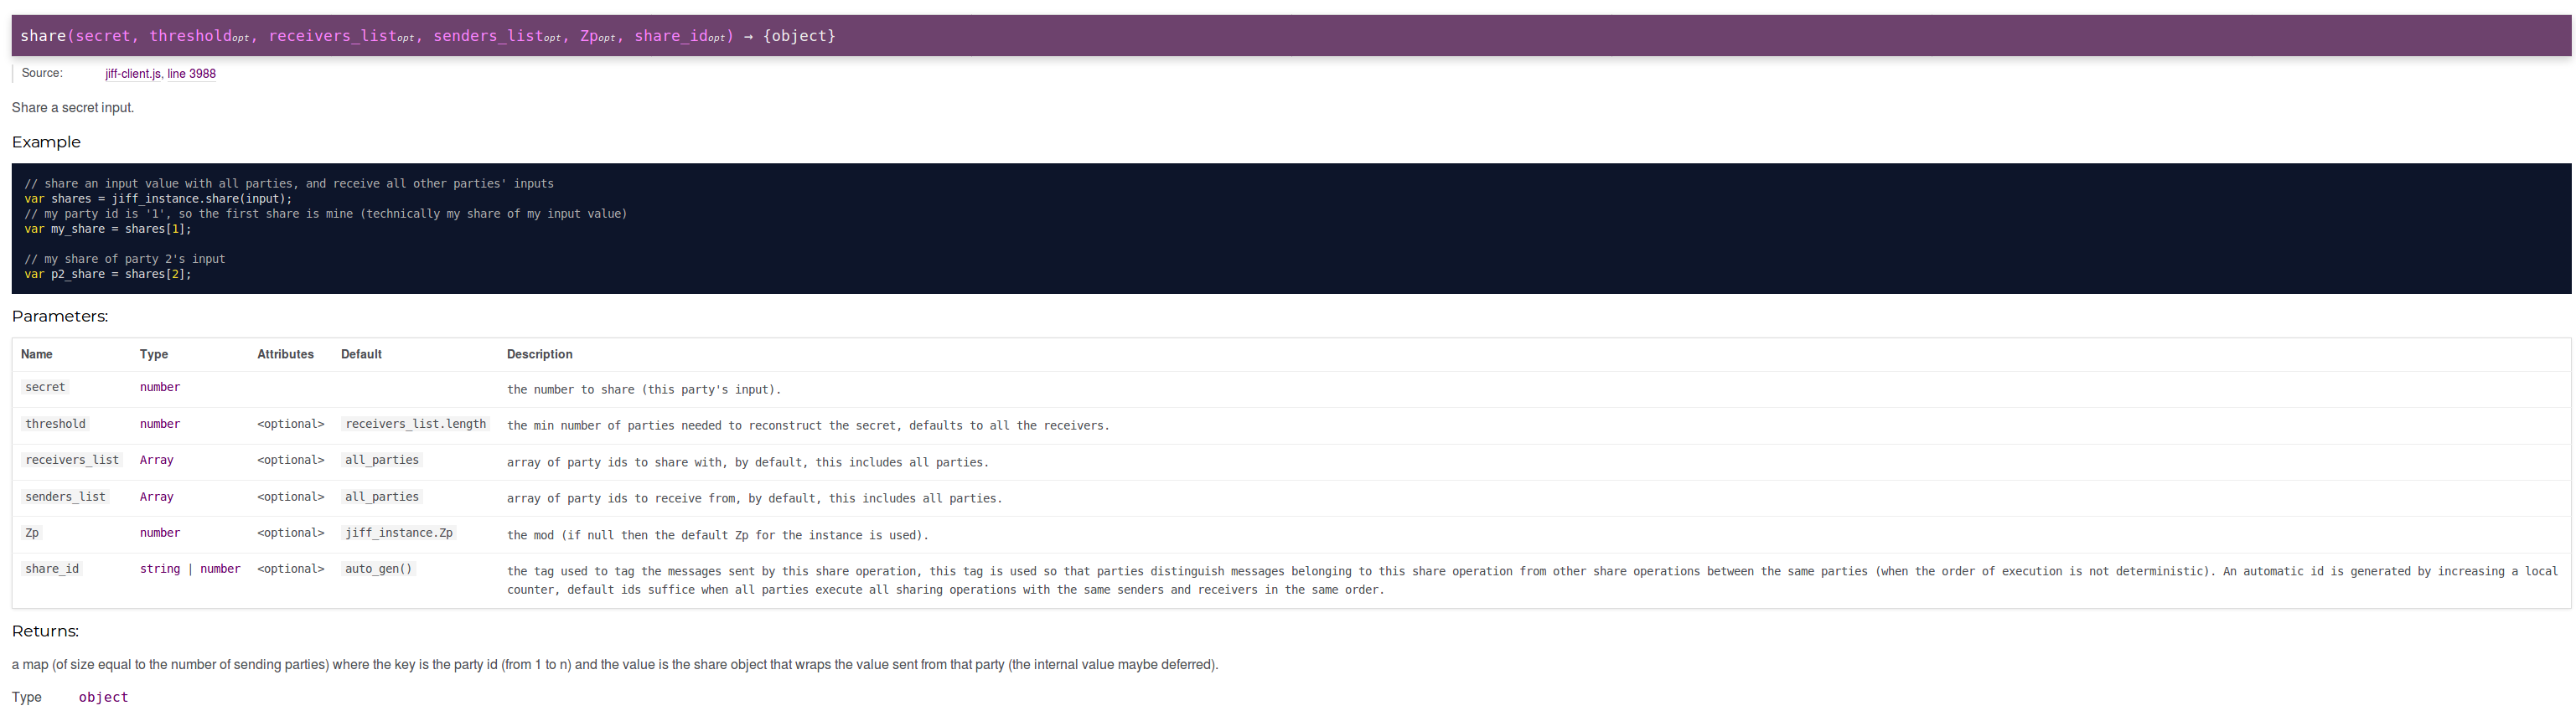 share(secret, thresholdopt, receivers_listopt, senders_listopt, Zpopt, share_idopt) → {object}
Source: jiff-client.js, line 3988
Share a secret input.
Example
// share an input value with all parties, and receive all other parties' inputs
var shares = jiff_instance.share(input);
// my party id is '1', so the first share is mine (technically my share of my input value)
var my_share = shares[1];
// my share of party 2's input
var p2_share = shares[2];
Parameters:
Name Type Attributes Default Description
secret number the number to share (this party's input).
threshold number <optional> receivers_list.length the min number of parties needed to reconstruct the secret, defaults to all the receivers.
receivers_list Array <optional> all_parties array of party ids to share with, by default, this includes all parties.
senders_list Array <optional> all_parties array of party ids to receive from, by default, this includes all parties.
Zp number <optional> jiff_instance.Zp the mod (if null then the default Zp for the instance is used).
share_id string | number <optional> auto_gen() the tag used to tag the messages sent by this share operation, this tag is used so that parties distinguish messages belonging to this share operation from other share operations between the same parties (when the order of execution is not deterministic). An automatic id is generated by increasing a local
counter, default ids suffice when all parties execute all sharing operations with the same senders and receivers in the same order.
Returns:
a map (of size equal to the number of sending parties) where the key is the party id (from 1 to n) and the value is the share object that wraps the value sent from that party (the internal value maybe deferred).
Type object